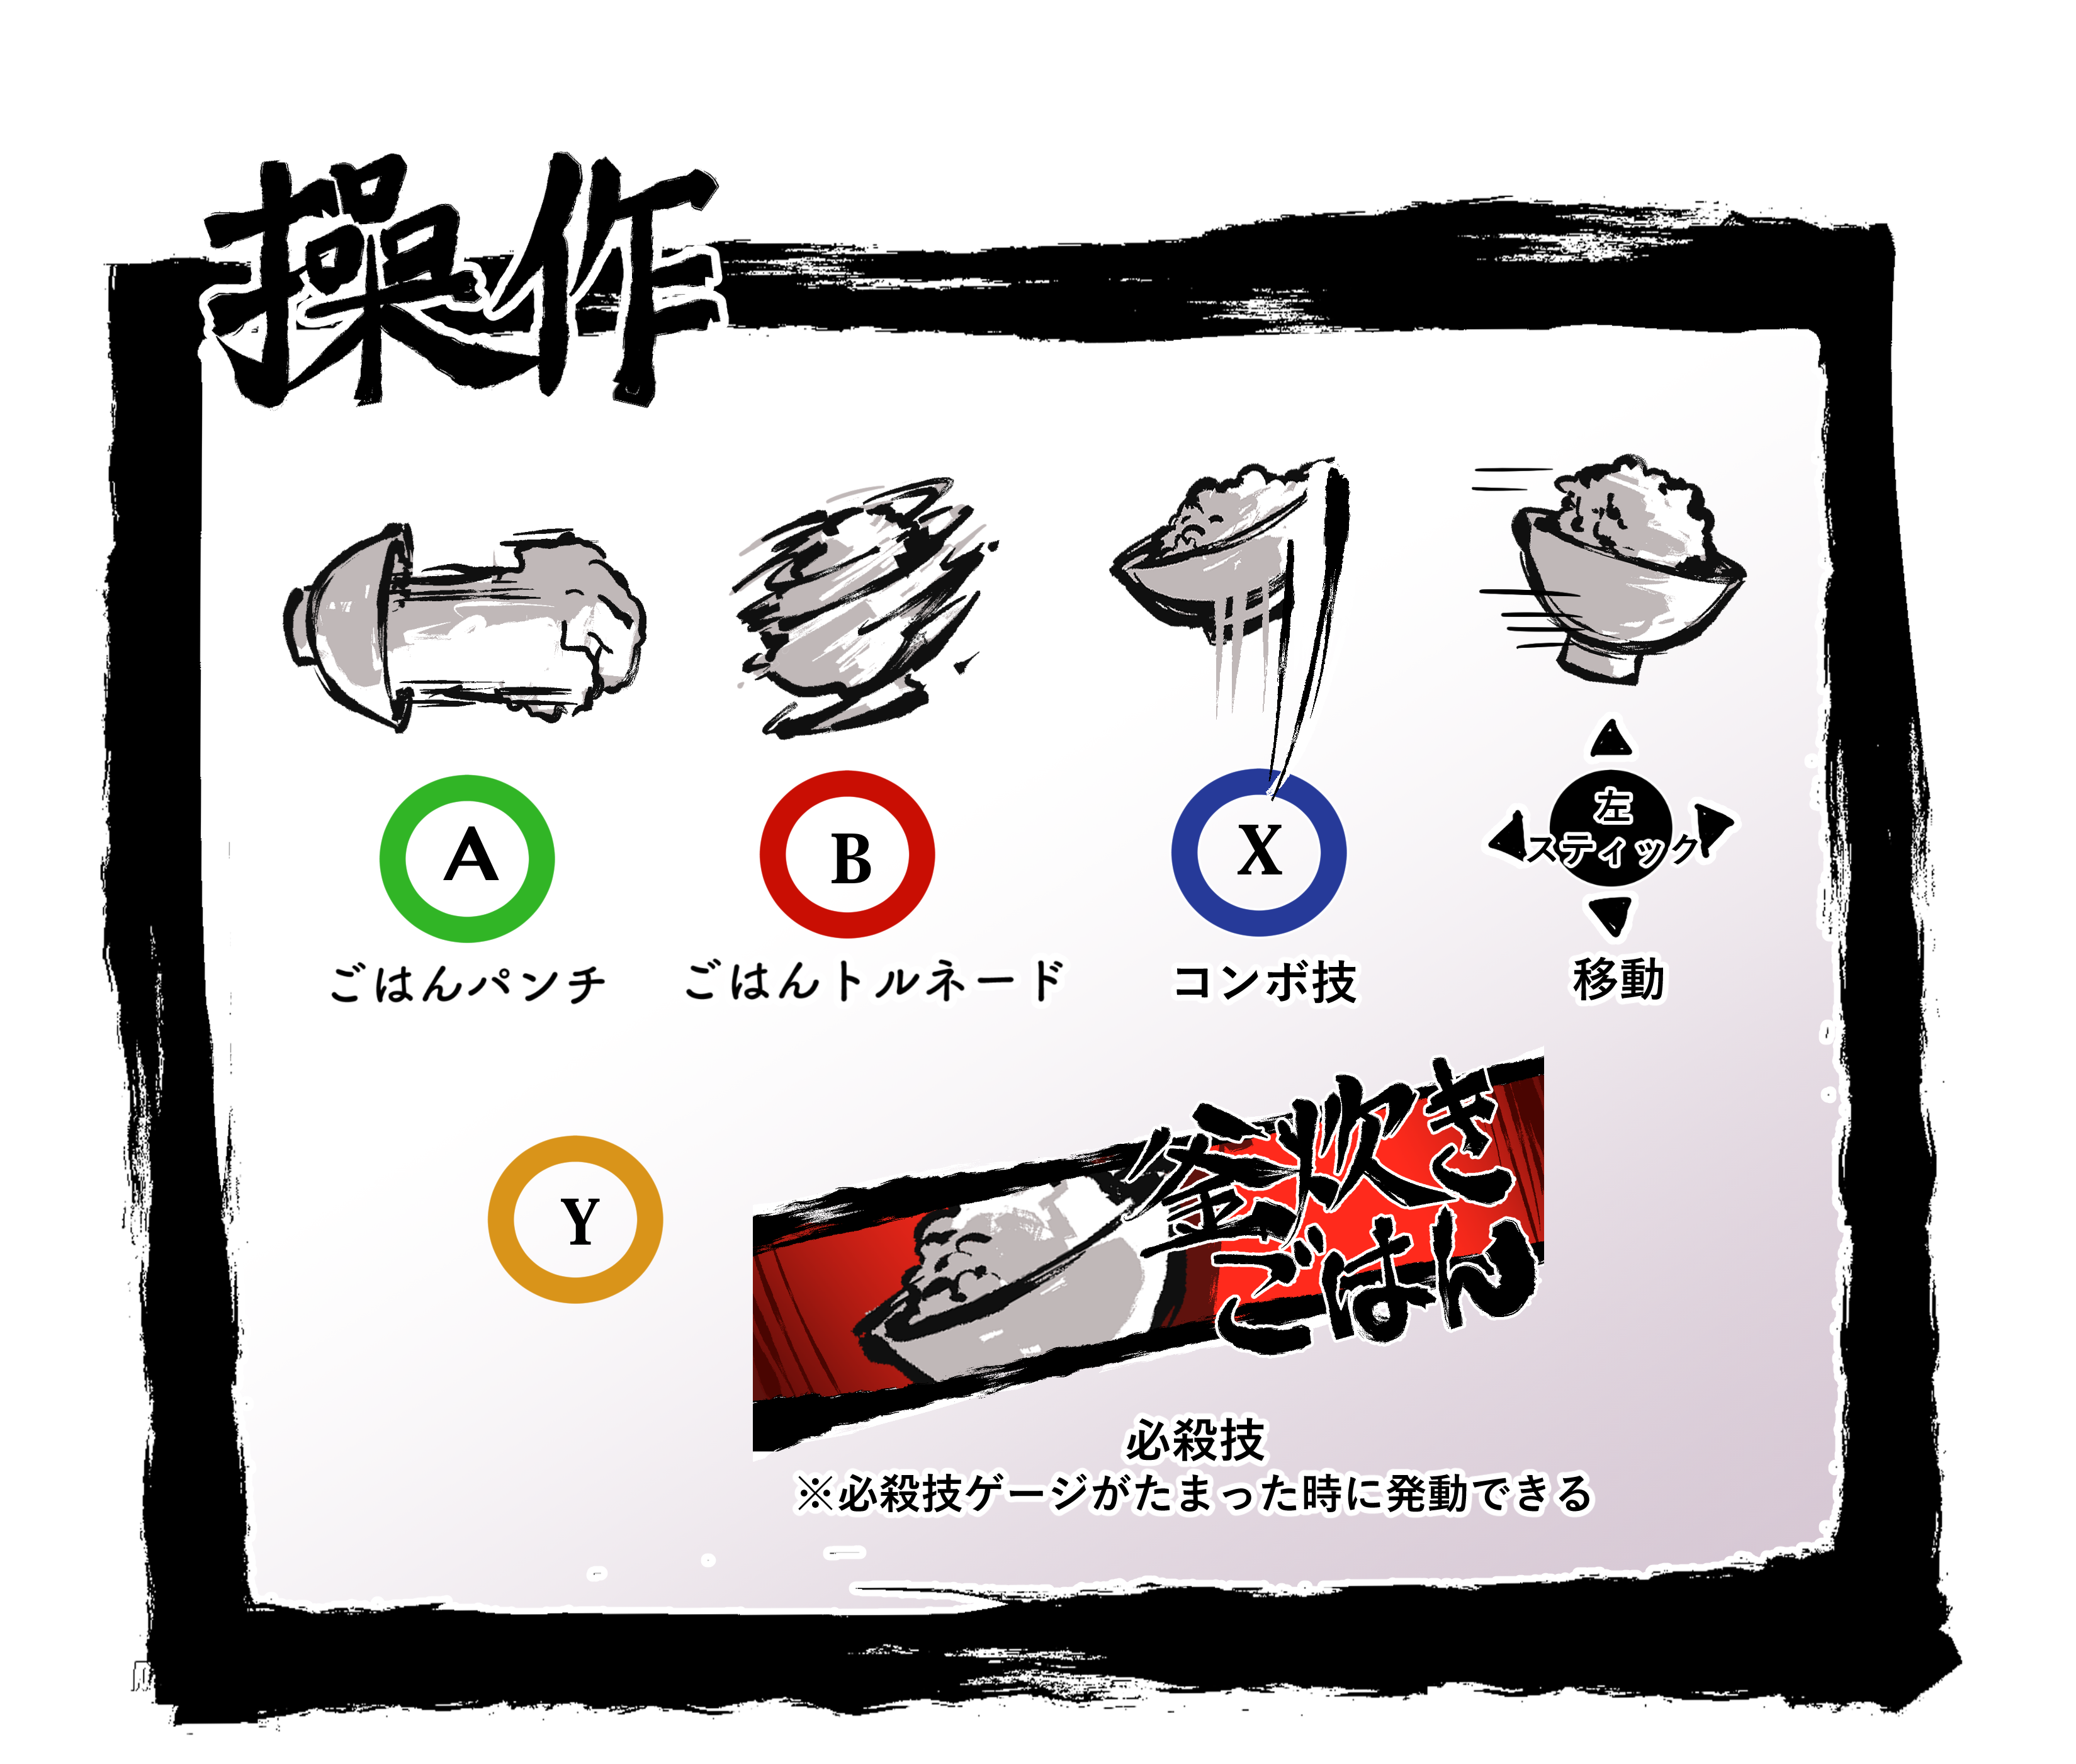 操作
A
B
X
左
スティック
ごはんパンチ
ごはんトルネード
コンボ技
移動
Y
釜炊き
ごはん
必殺技
※必殺技ゲージがたまった時に発動できる